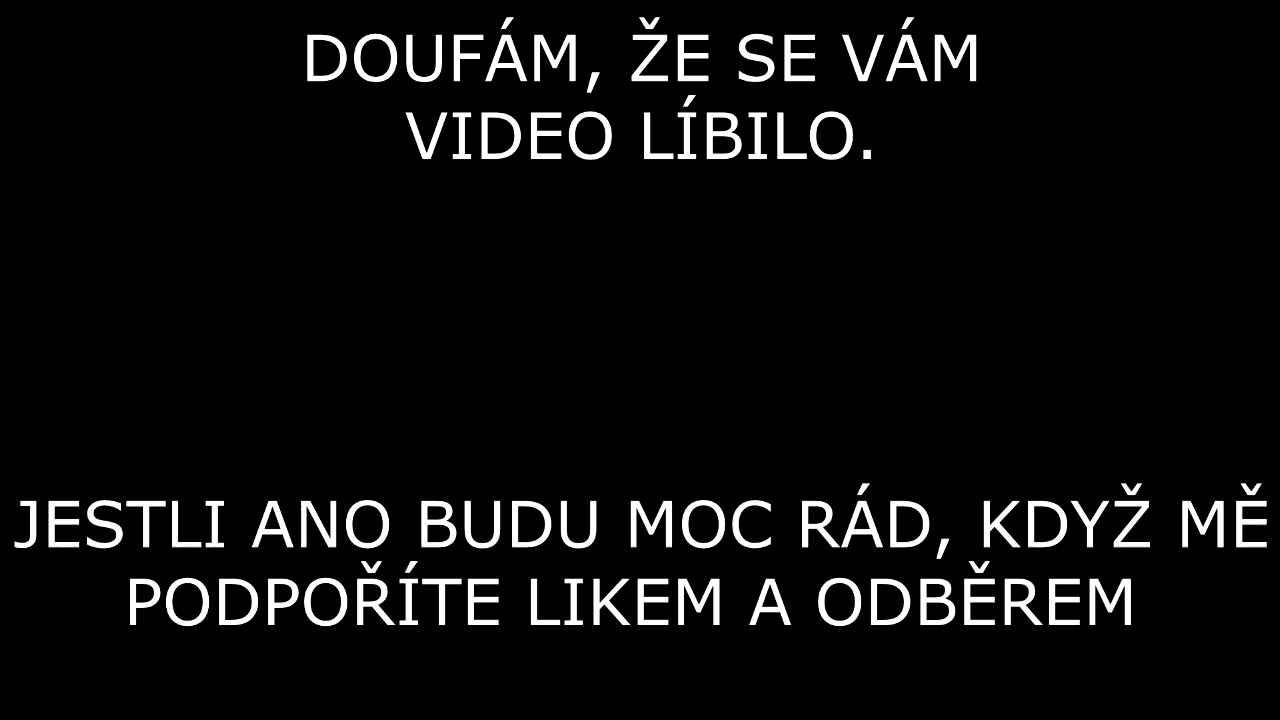 DOUFÁM, ŽE SE VÁM
VIDEO LÍBILO.
JESTLI ANO BUDU MOC RÁD, KDYŽ MĚ
PODPOŘÍTE LIKEM A ODBĚREM